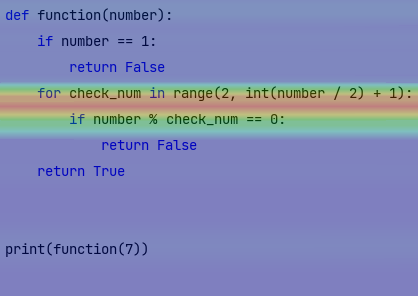 def function(number):
    if number == 1:
        return False
    for check_num in range(2, int(number / 2) + 1):
        if number % check_num == 0:
            return False
    return True
print(function(7))